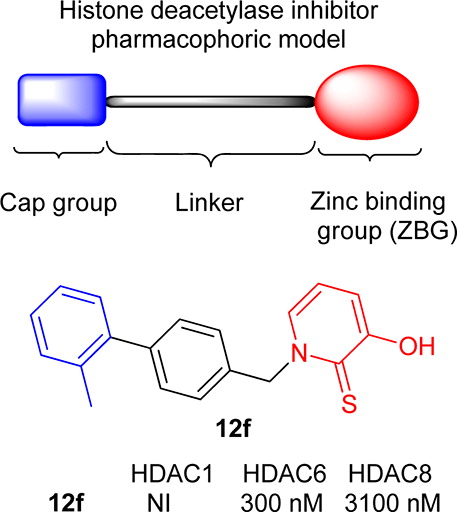 Histone deacetylase inhibitor
pharmacophoric model
Cap group
Linker
Zinc binding
group (ZBG)
N
OH
S
12f
HDAC1 HDAC6 HDAC8
12f NI 300 nM 3100 nM